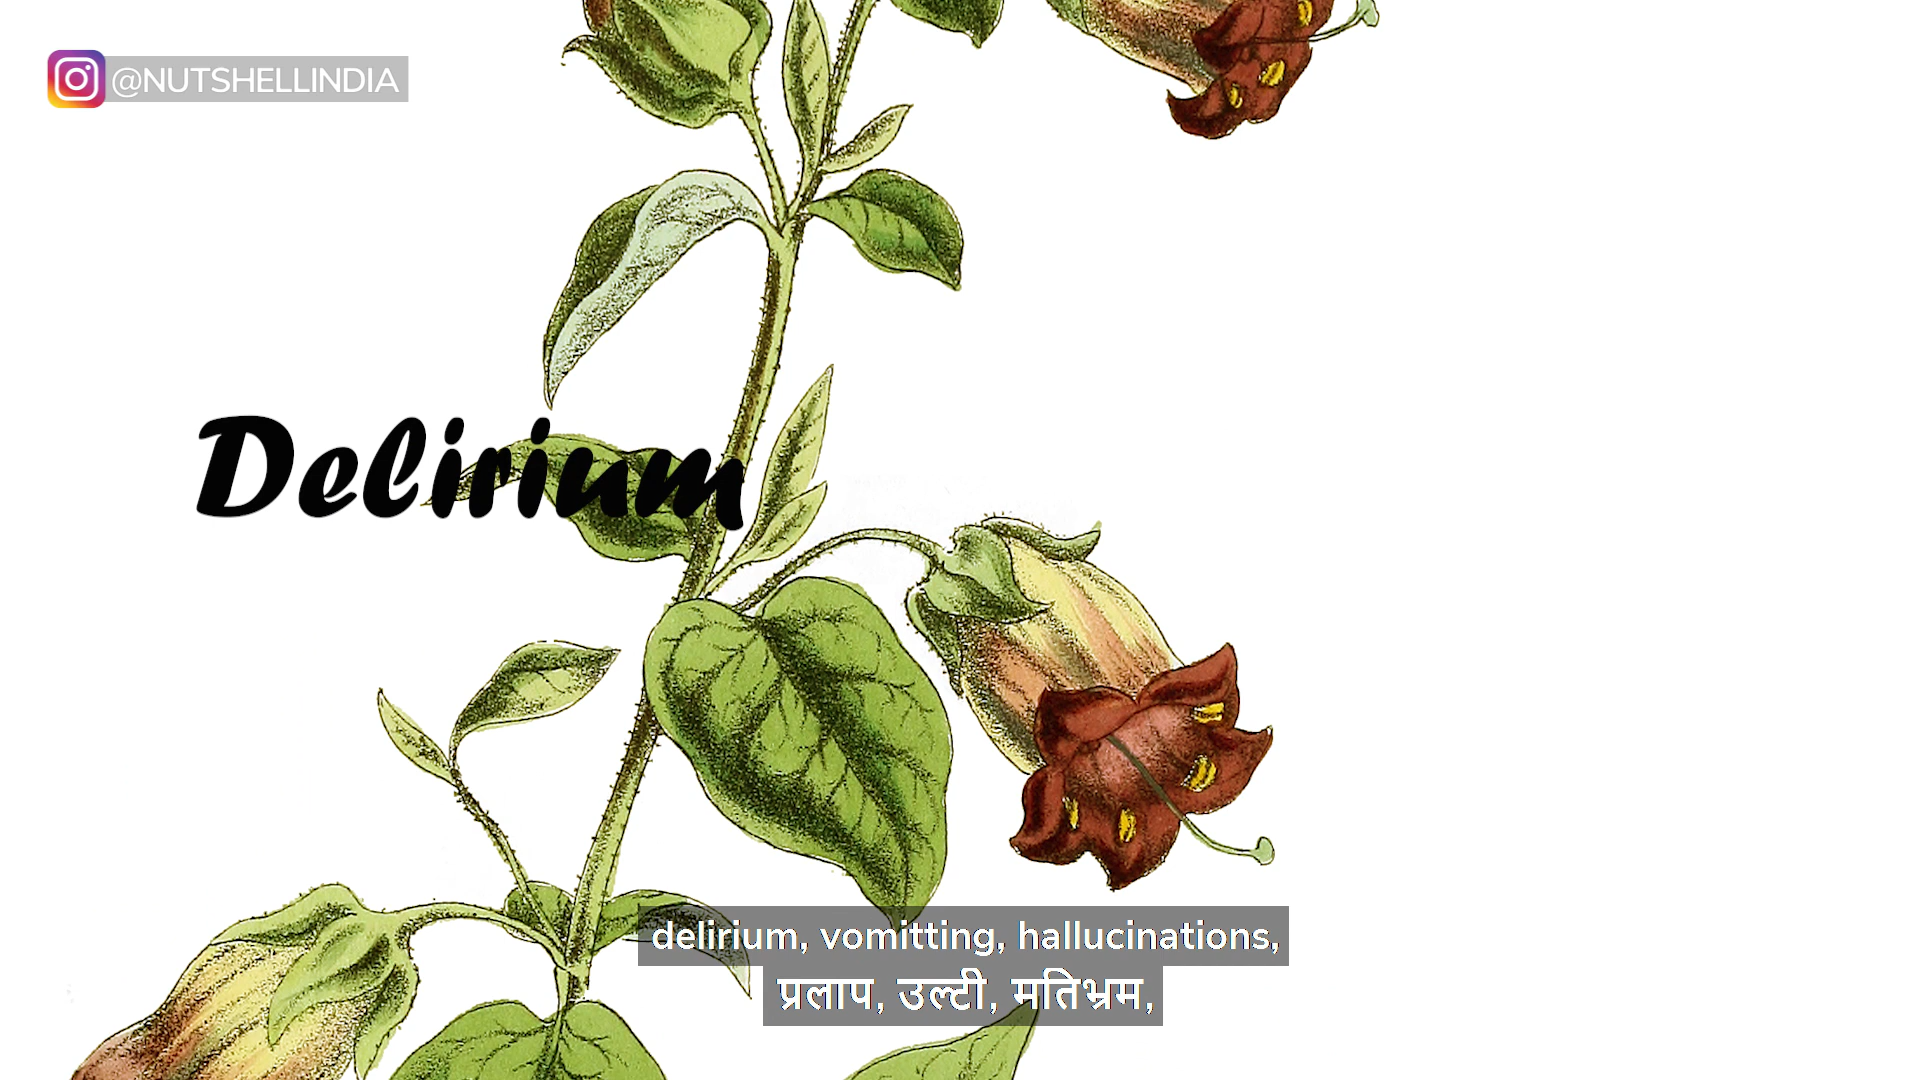 @NUTSHELLINDIA
Delirium
delirium, vomitting, hallucinations,
प्रलाप, उल्टी, मतिभ्रम,